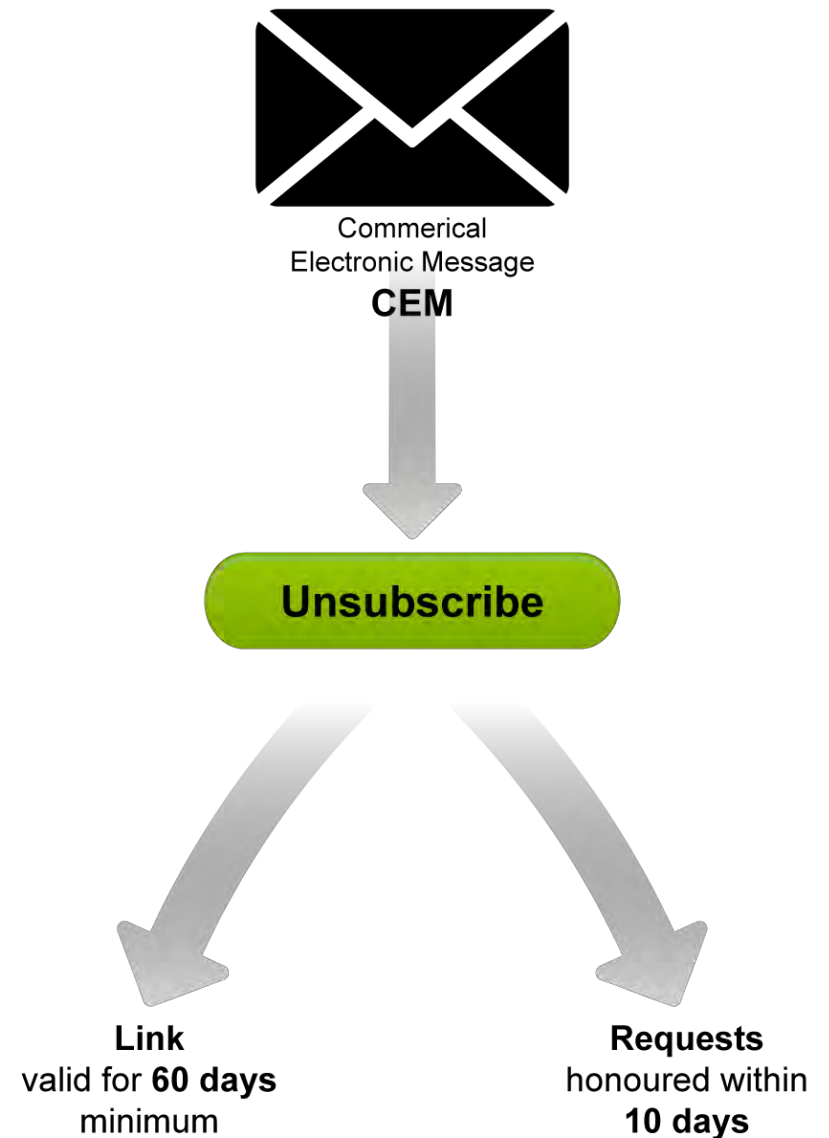 Commerical
Electronic Message
CEM
Unsubscribe
Link
valid for 60 days
minimum
Requests
honoured within
10 days